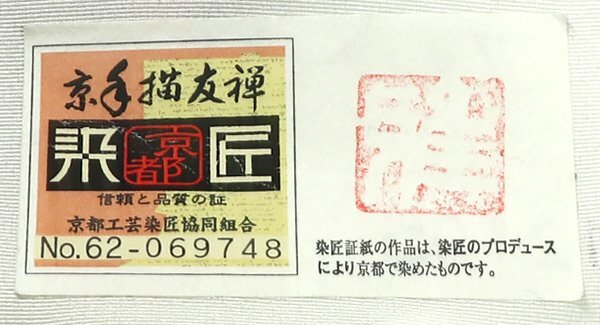 京手描友禅
染京都匠
信頼と品質の証
京都工芸染匠協同組合
No.62-069748
染匠証紙の作品は、染匠のプロデュース
により京都で染めたものです。